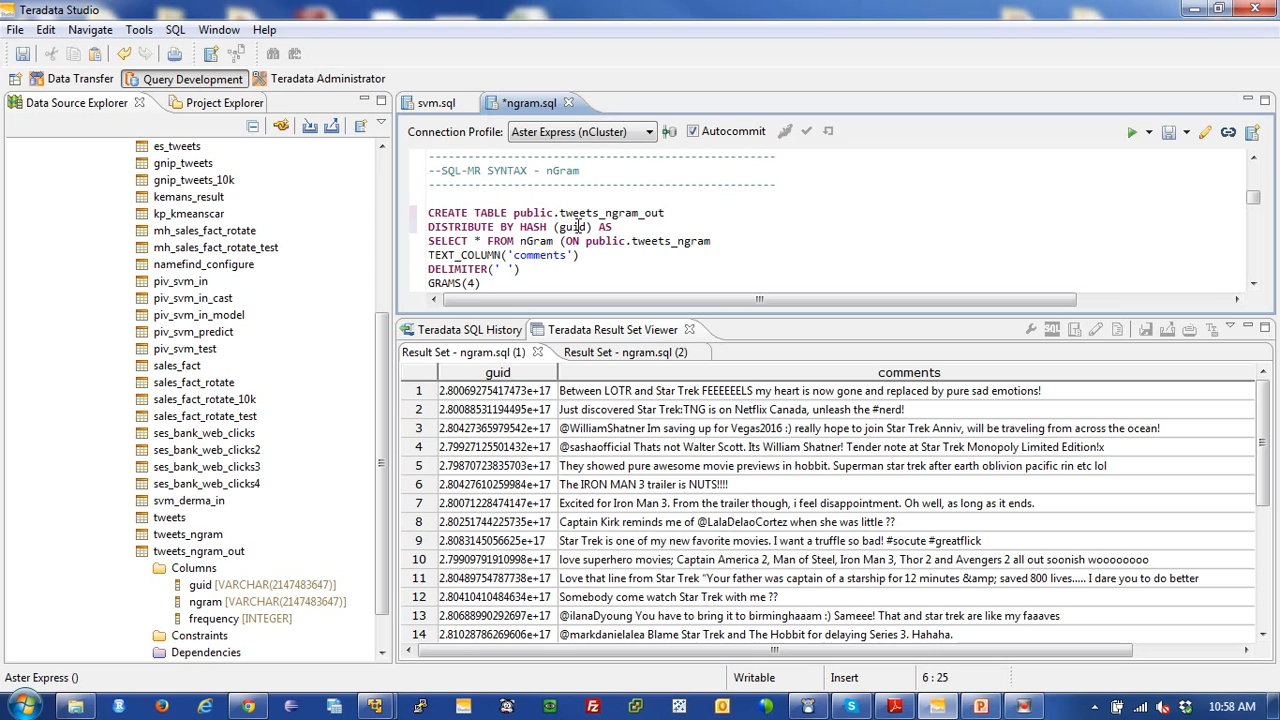 Teradata Studio
File Edit Navigate Tools SQL Window Help
Data Transfer Query Development Teradata Administrator
Data Source Explorer Project Explorer
es_tweets
gnip_tweets
gnip_tweets_10k
kemans_result
kp_kmeanscar
mh_sales_fact_rotate
mh_sales_fact_rotate_test
namefind_configure
piv_svm_in
piv_svm_in_cast
piv_svm_in_model
piv_svm_predict
piv_svm_test
sales_fact
sales_fact_rotate
sales_fact_rotate_10k
sales_fact_rotate_test
ses_bank_web_clicks
ses_bank_web_clicks2
ses_bank_web_clicks3
ses_bank_web_clicks4
svm_derma_in
tweets
tweets_ngram
tweets_ngram_out
Columns
guid [VARCHAR(2147483647)]
ngram [VARCHAR(2147483647)]
frequency [INTEGER]
Constraints
Dependencies
svm.sql *ngram.sql
Connection Profile: Aster Express (nCluster) Autocommit
--------------------------------------------------
--SQL-MR SYNTAX - nGram
--------------------------------------------------
CREATE TABLE public.tweets_ngram_out
DISTRIBUTE BY HASH (guid) AS
SELECT * FROM nGram (ON public.tweets_ngram
TEXT_COLUMN('comments')
DELIMITER(' ')
GRAMS(4)
Teradata SQL History Teradata Result Set Viewer
SQL
Result Set - ngram.sql (1) Result Set - ngram.sql (2)
guid comments
1 2.80069275417473e+17 Between LOTR and Star Trek FEEEEEELS my heart is now gone and replaced by pure sad emotions!
2 2.80088531194495e+17 Just discovered Star Trek:TNG is on Netflix Canada, unleash the #nerd!
3 2.80427365979542e+17 @WilliamShatner Im saving up for Vegas2016 :) really hope to join Star Trek Anniv, will be traveling from across the ocean!
4 2.79927125501432e+17 @sashaofficial Thats not Walter Scott. Its William Shatner! Tender note at Star Trek Monopoly Limited Edition!x
5 2.79870723835703e+17 They showed pure awesome movie previews in hobbit. Superman star trek after earth oblivion pacific rin etc lol
6 2.80427610259984e+17 The IRON MAN 3 trailer is NUTS!!!!
7 2.80071228474147e+17 Excited for Iron Man 3. From the trailer though, i feel disappointment. Oh well, as long as it ends.
8 2.80251744225735e+17 Captain Kirk reminds me of @LalaDelaoCortez when she was little ??
9 2.8083145056625e+17 Star Trek is one of my new favorite movies. I want a truffle so bad! #socute #greatflick
10 2.79909791910998e+17 love superhero movies; Captain America 2, Man of Steel, Iron Man 3, Thor 2 and Avengers 2 all out soonish woooooooo
11 2.80489754787738e+17 Love that line from Star Trek “Your father was captain of a starship for 12 minutes &amp; saved 800 lives..... I dare you to do better
12 2.80410410484634e+17 Somebody come watch Star Trek with me ??
13 2.80688990292697e+17 @ilanaDyoung You have to bring it to birminghaaam :) Sameee! That and star trek are like my faaaves
14 2.81028786269606e+17 @markdanielalea Blame Star Trek and The Hobbit for delaying Series 3. Hahaha.
Aster Express () Writable Insert 6 : 25
10:58 AM